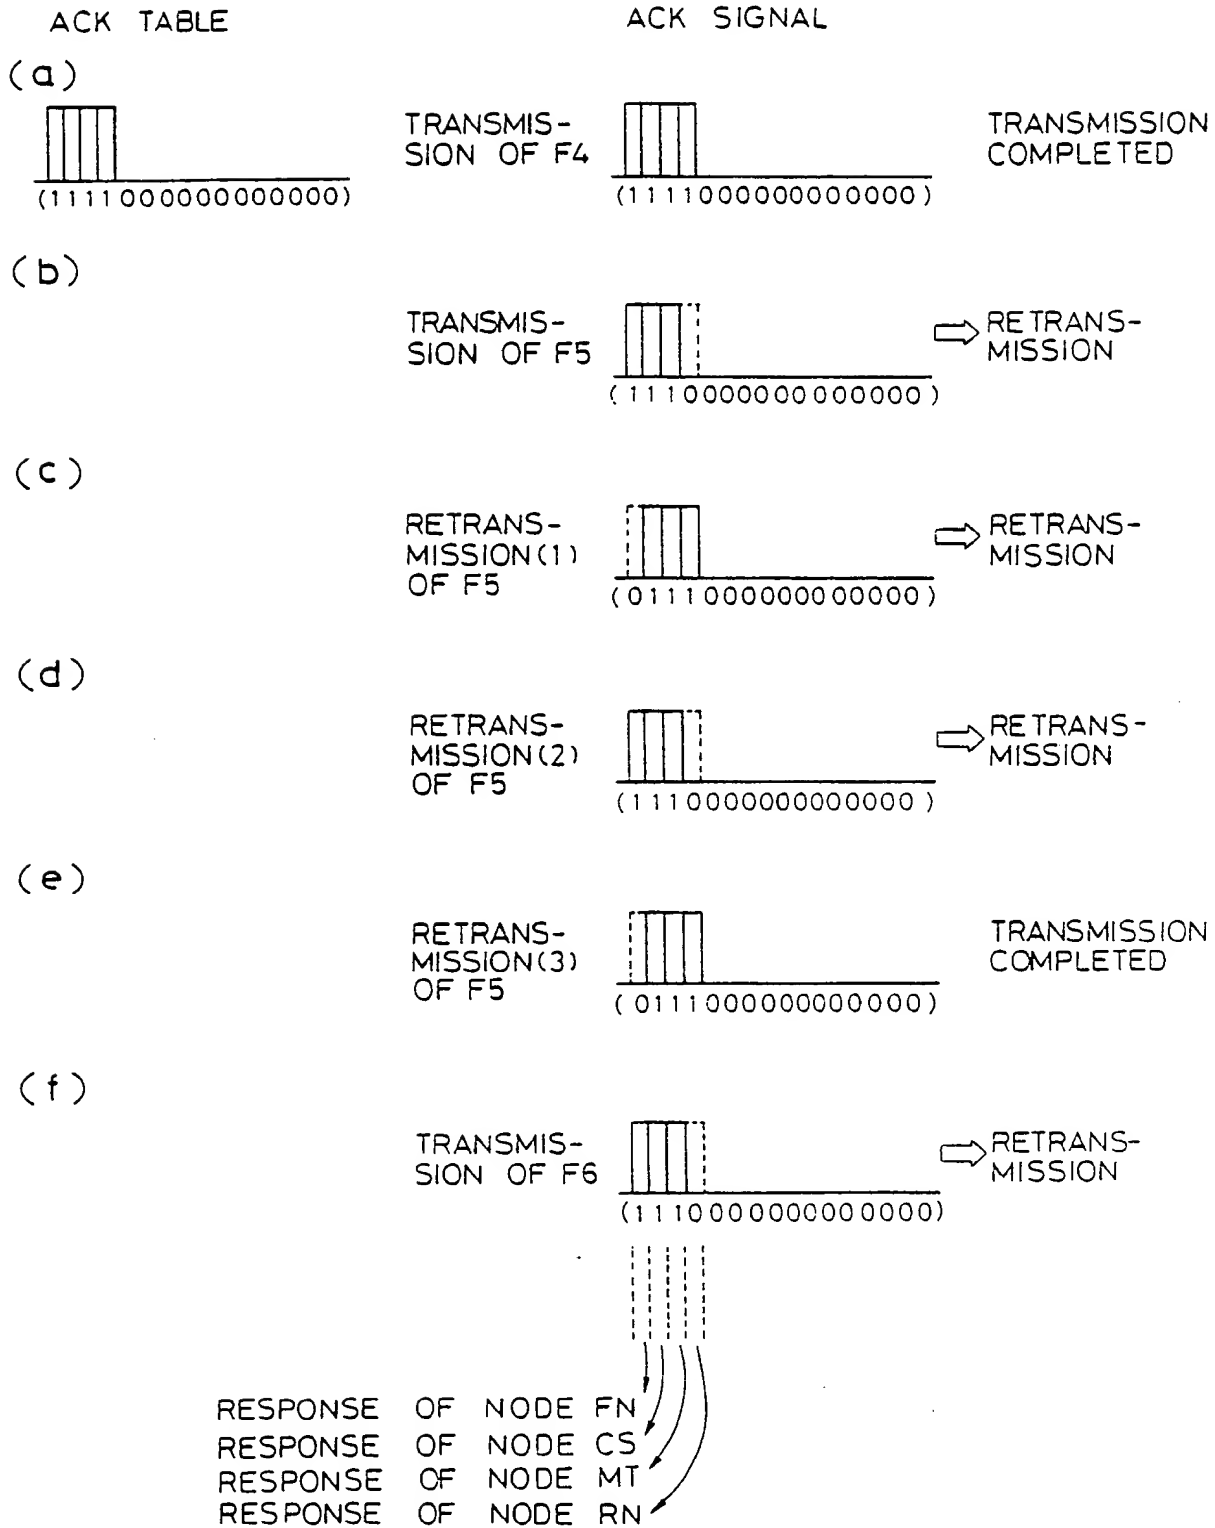 ACK TABLE
ACK SIGNAL
(a)
(1111000000000000)
TRANSMIS-
SION OF F4
(1111000000000000)
TRANSMISSION
COMPLETED
(b)
TRANSMIS-
SION OF F5
(1110000000000000)
RETRANS-
MISSION
(c)
RETRANS-
MISSION(1)
OF F5
(0111000000000000)
RETRANS-
MISSION
(d)
RETRANS-
MISSION(2)
OF F5
(1110000000000000)
RETRANS-
MISSION
(e)
RETRANS-
MISSION(3)
OF F5
(0111000000000000)
TRANSMISSION
COMPLETED
(f)
TRANSMIS-
SION OF F6
(1110000000000000)
RETRANS-
MISSION
RESPONSE OF NODE FN
RESPONSE OF NODE CS
RESPONSE OF NODE MT
RESPONSE OF NODE RN